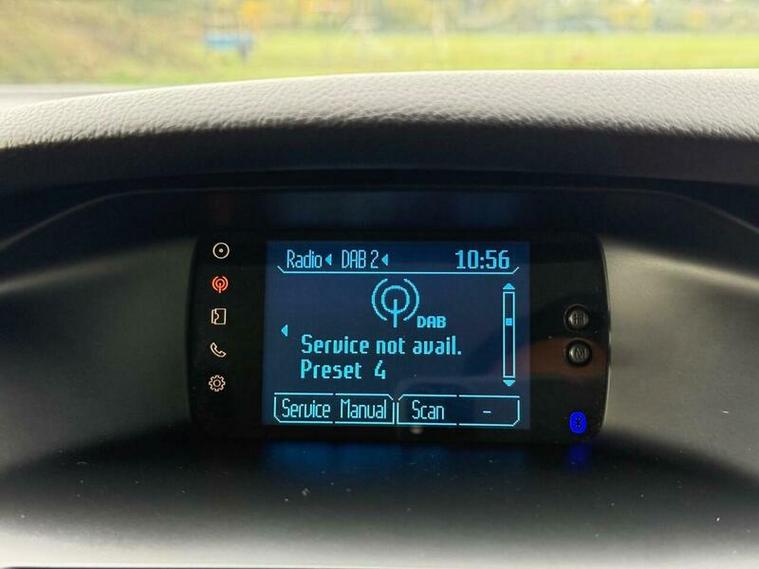 Radio DAB 2 10:56
DAB
Service not avail.
Preset 4
Service Manual Scan -